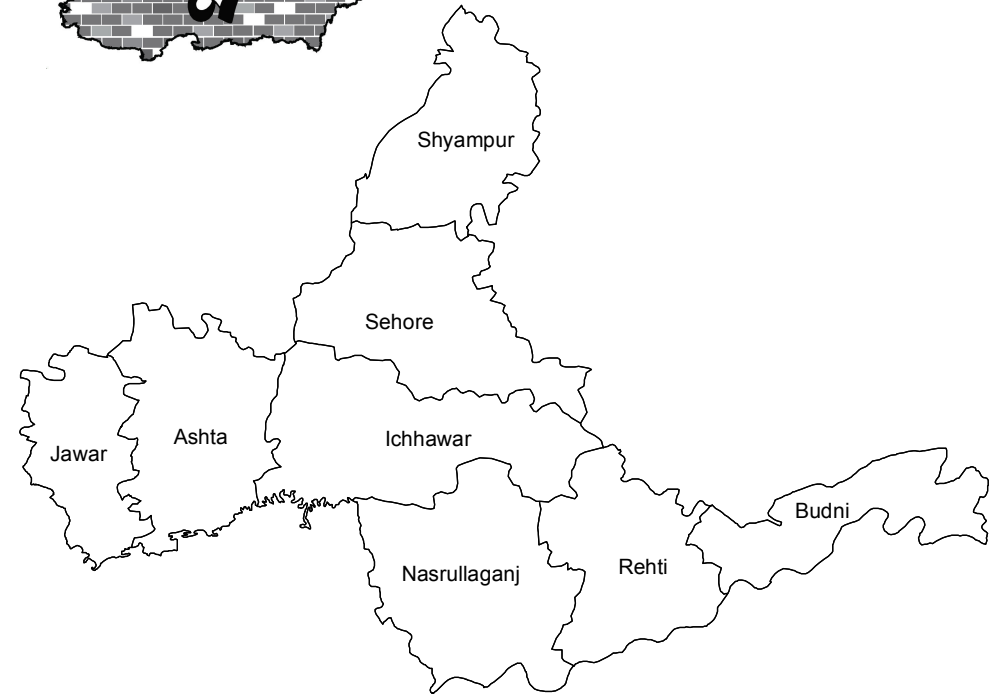 Shyampur
Sehore
Ashta
Ichhawar
Jawar
Budni
Rehti
Nasrullaganj